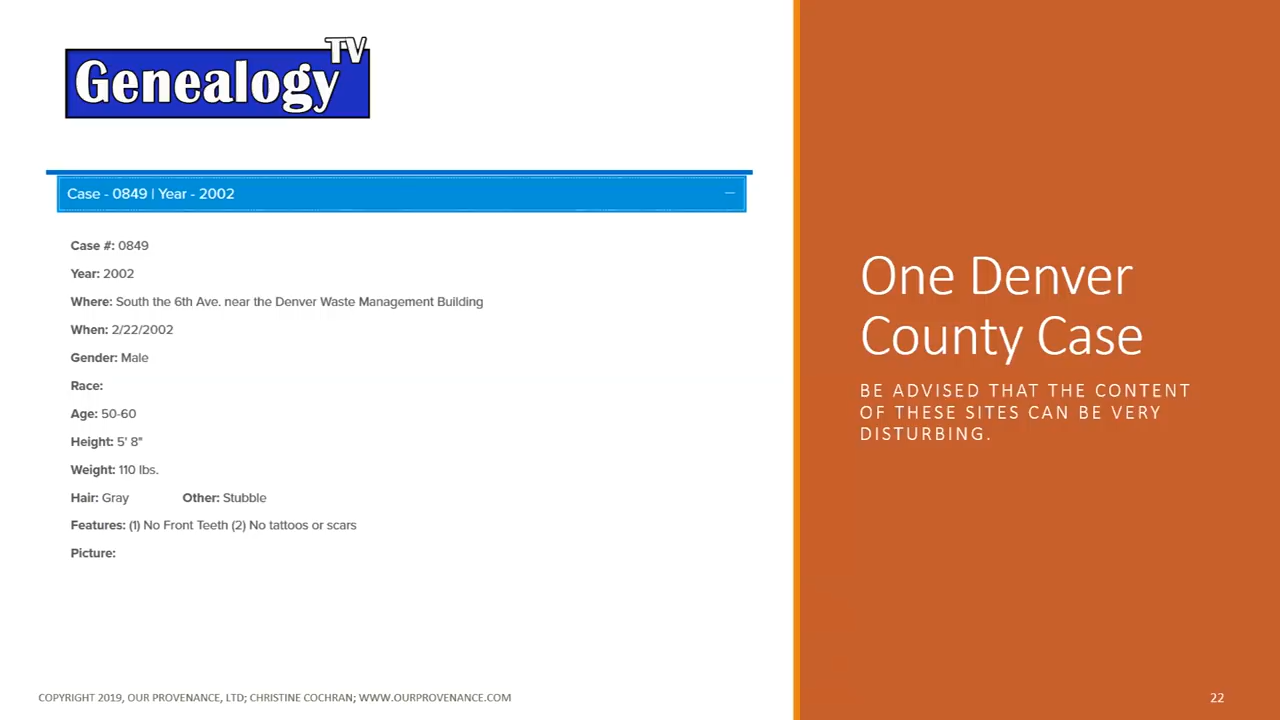 Genealogy TV
Case - 0849 | Year - 2002
Case #: 0849
Year: 2002
Where: South the 6th Ave. near the Denver Waste Management Building
When: 2/22/2002
Gender: Male
Race:
Age: 50-60
Height: 5' 8"
Weight: 110 lbs.
Hair: Gray Other: Stubble
Features: (1) No Front Teeth (2) No tattoos or scars
Picture:
One Denver
County Case
BE ADVISED THAT THE CONTENT
OF THESE SITES CAN BE VERY
DISTURBING.
COPYRIGHT 2019, OUR PROVENANCE, LTD; CHRISTINE COCHRAN; WWW.OURPROVENANCE.COM
22